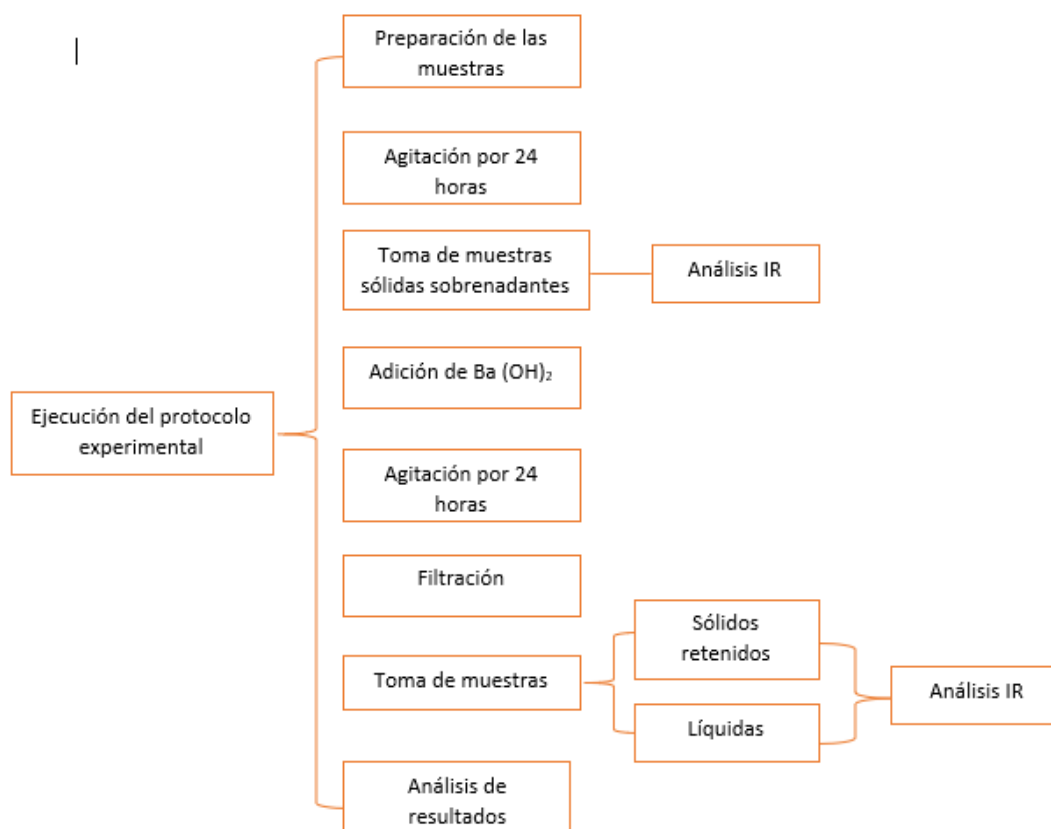 Preparación de las
muestras
Agitación por 24
horas
Toma de muestras
sólidas sobrenadantes
Análisis IR
Adición de Ba (OH)₂
Ejecución del protocolo
experimental
Agitación por 24
horas
Filtración
Sólidos
retenidos
Toma de muestras
Análisis IR
Líquidas
Análisis de
resultados